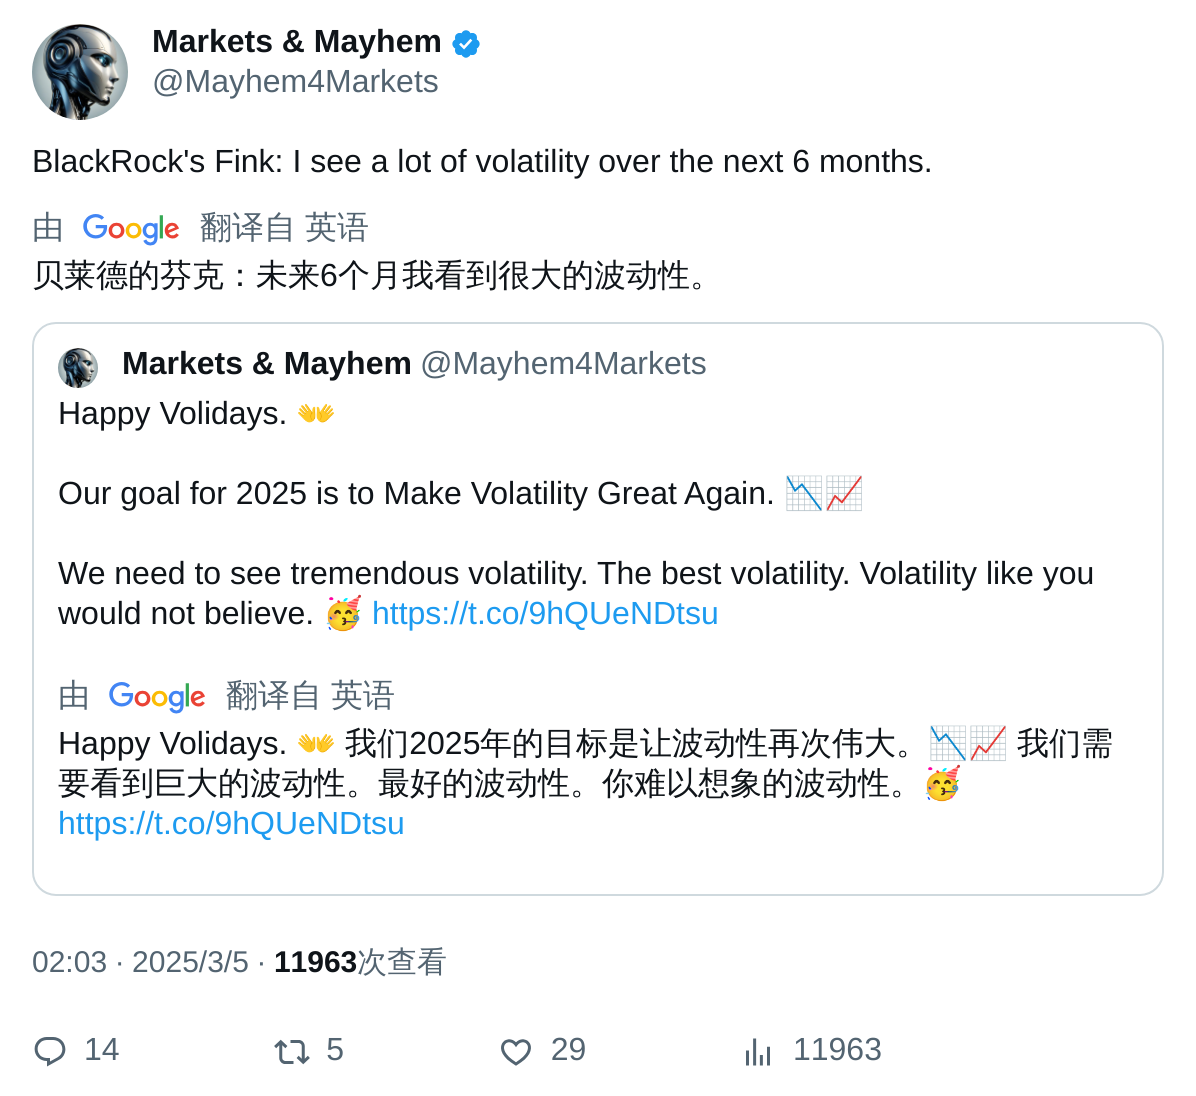 Markets & Mayhem
@Mayhem4Markets
BlackRock's Fink: I see a lot of volatility over the next 6 months.
由 Google 翻译自 英语
贝莱德的芬克：未来6个月我看到很大的波动性。
Markets & Mayhem @Mayhem4Markets
Happy Volidays. 👐
Our goal for 2025 is to Make Volatility Great Again. 📉📈
We need to see tremendous volatility. The best volatility. Volatility like you
would not believe. 🥳 https://t.co/9hQUeNDtsu
由 Google 翻译自 英语
Happy Volidays. 👐 我们2025年的目标是让波动性再次伟大。📉📈 我们需
要看到巨大的波动性。最好的波动性。你难以想象的波动性。🥳
https://t.co/9hQUeNDtsu
02:03 · 2025/3/5 · 11963次查看
14 5 29 11963